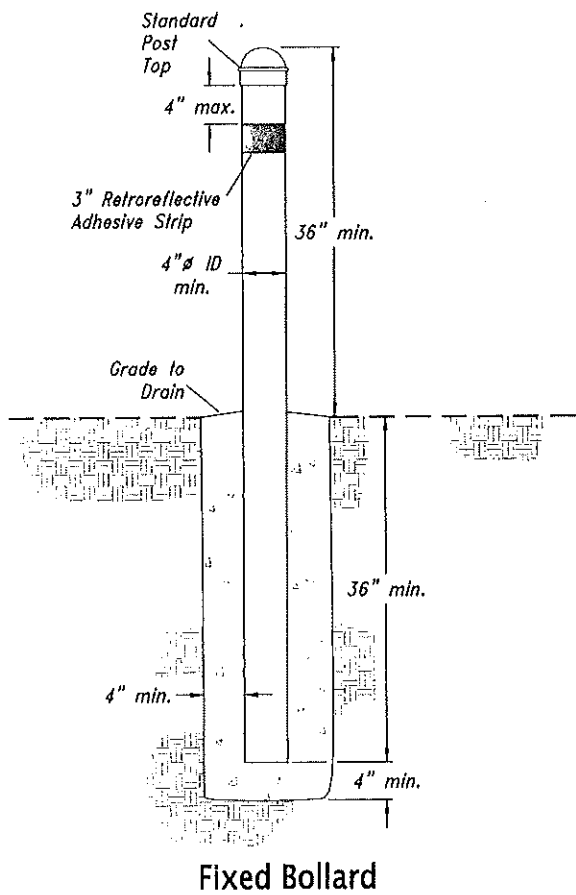 Standard
Post
Top
4" max.
3" Retroreflective
Adhesive Strip
36" min.
4"ø ID
min.
Grade to
Drain
36" min.
4" min.
4" min.
Fixed Bollard